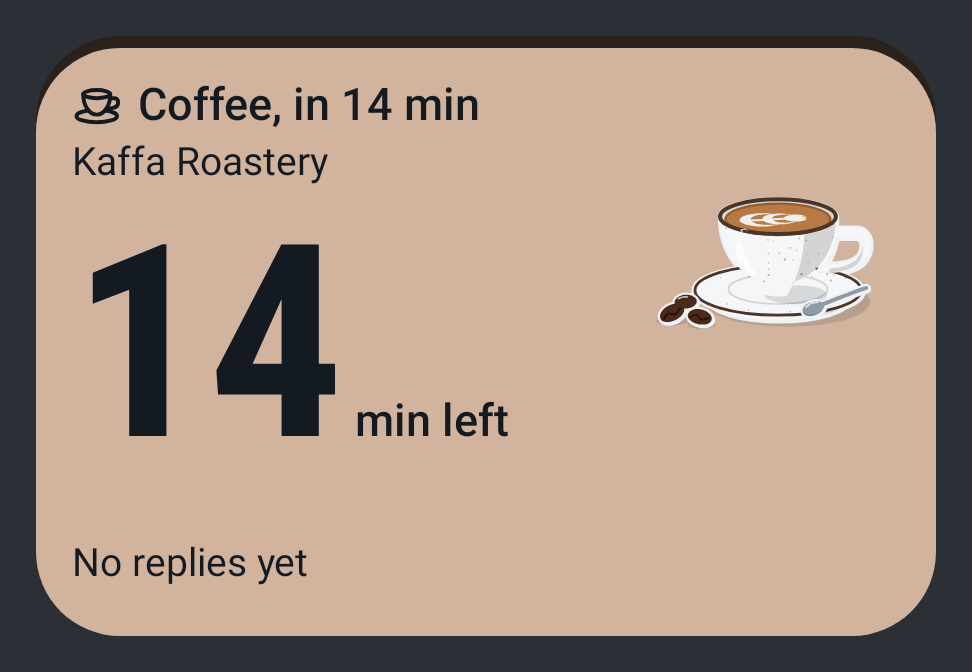 Coffee, in 14 min
Kaffa Roastery
14 min left
No replies yet